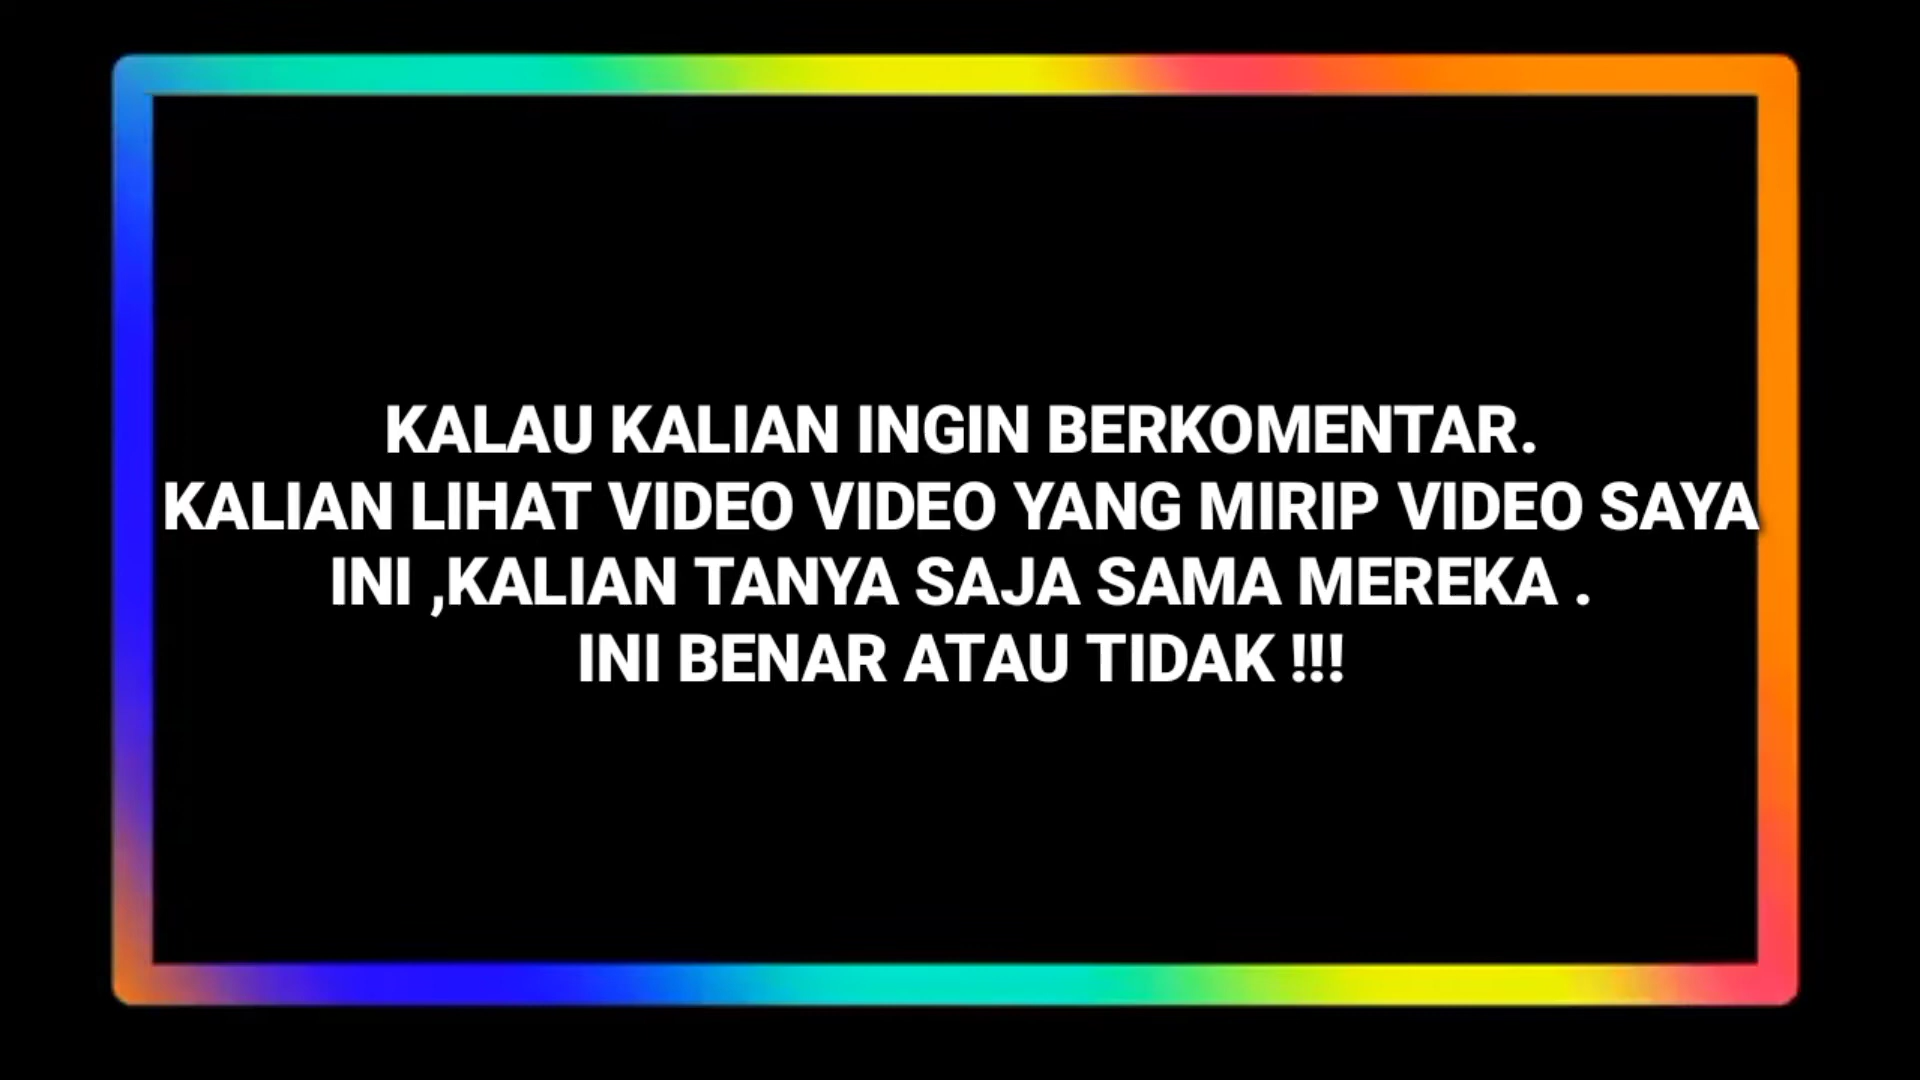 KALAU KALIAN INGIN BERKOMENTAR.
KALIAN LIHAT VIDEO VIDEO YANG MIRIP VIDEO SAYA
INI ,KALIAN TANYA SAJA SAMA MEREKA .
INI BENAR ATAU TIDAK !!!